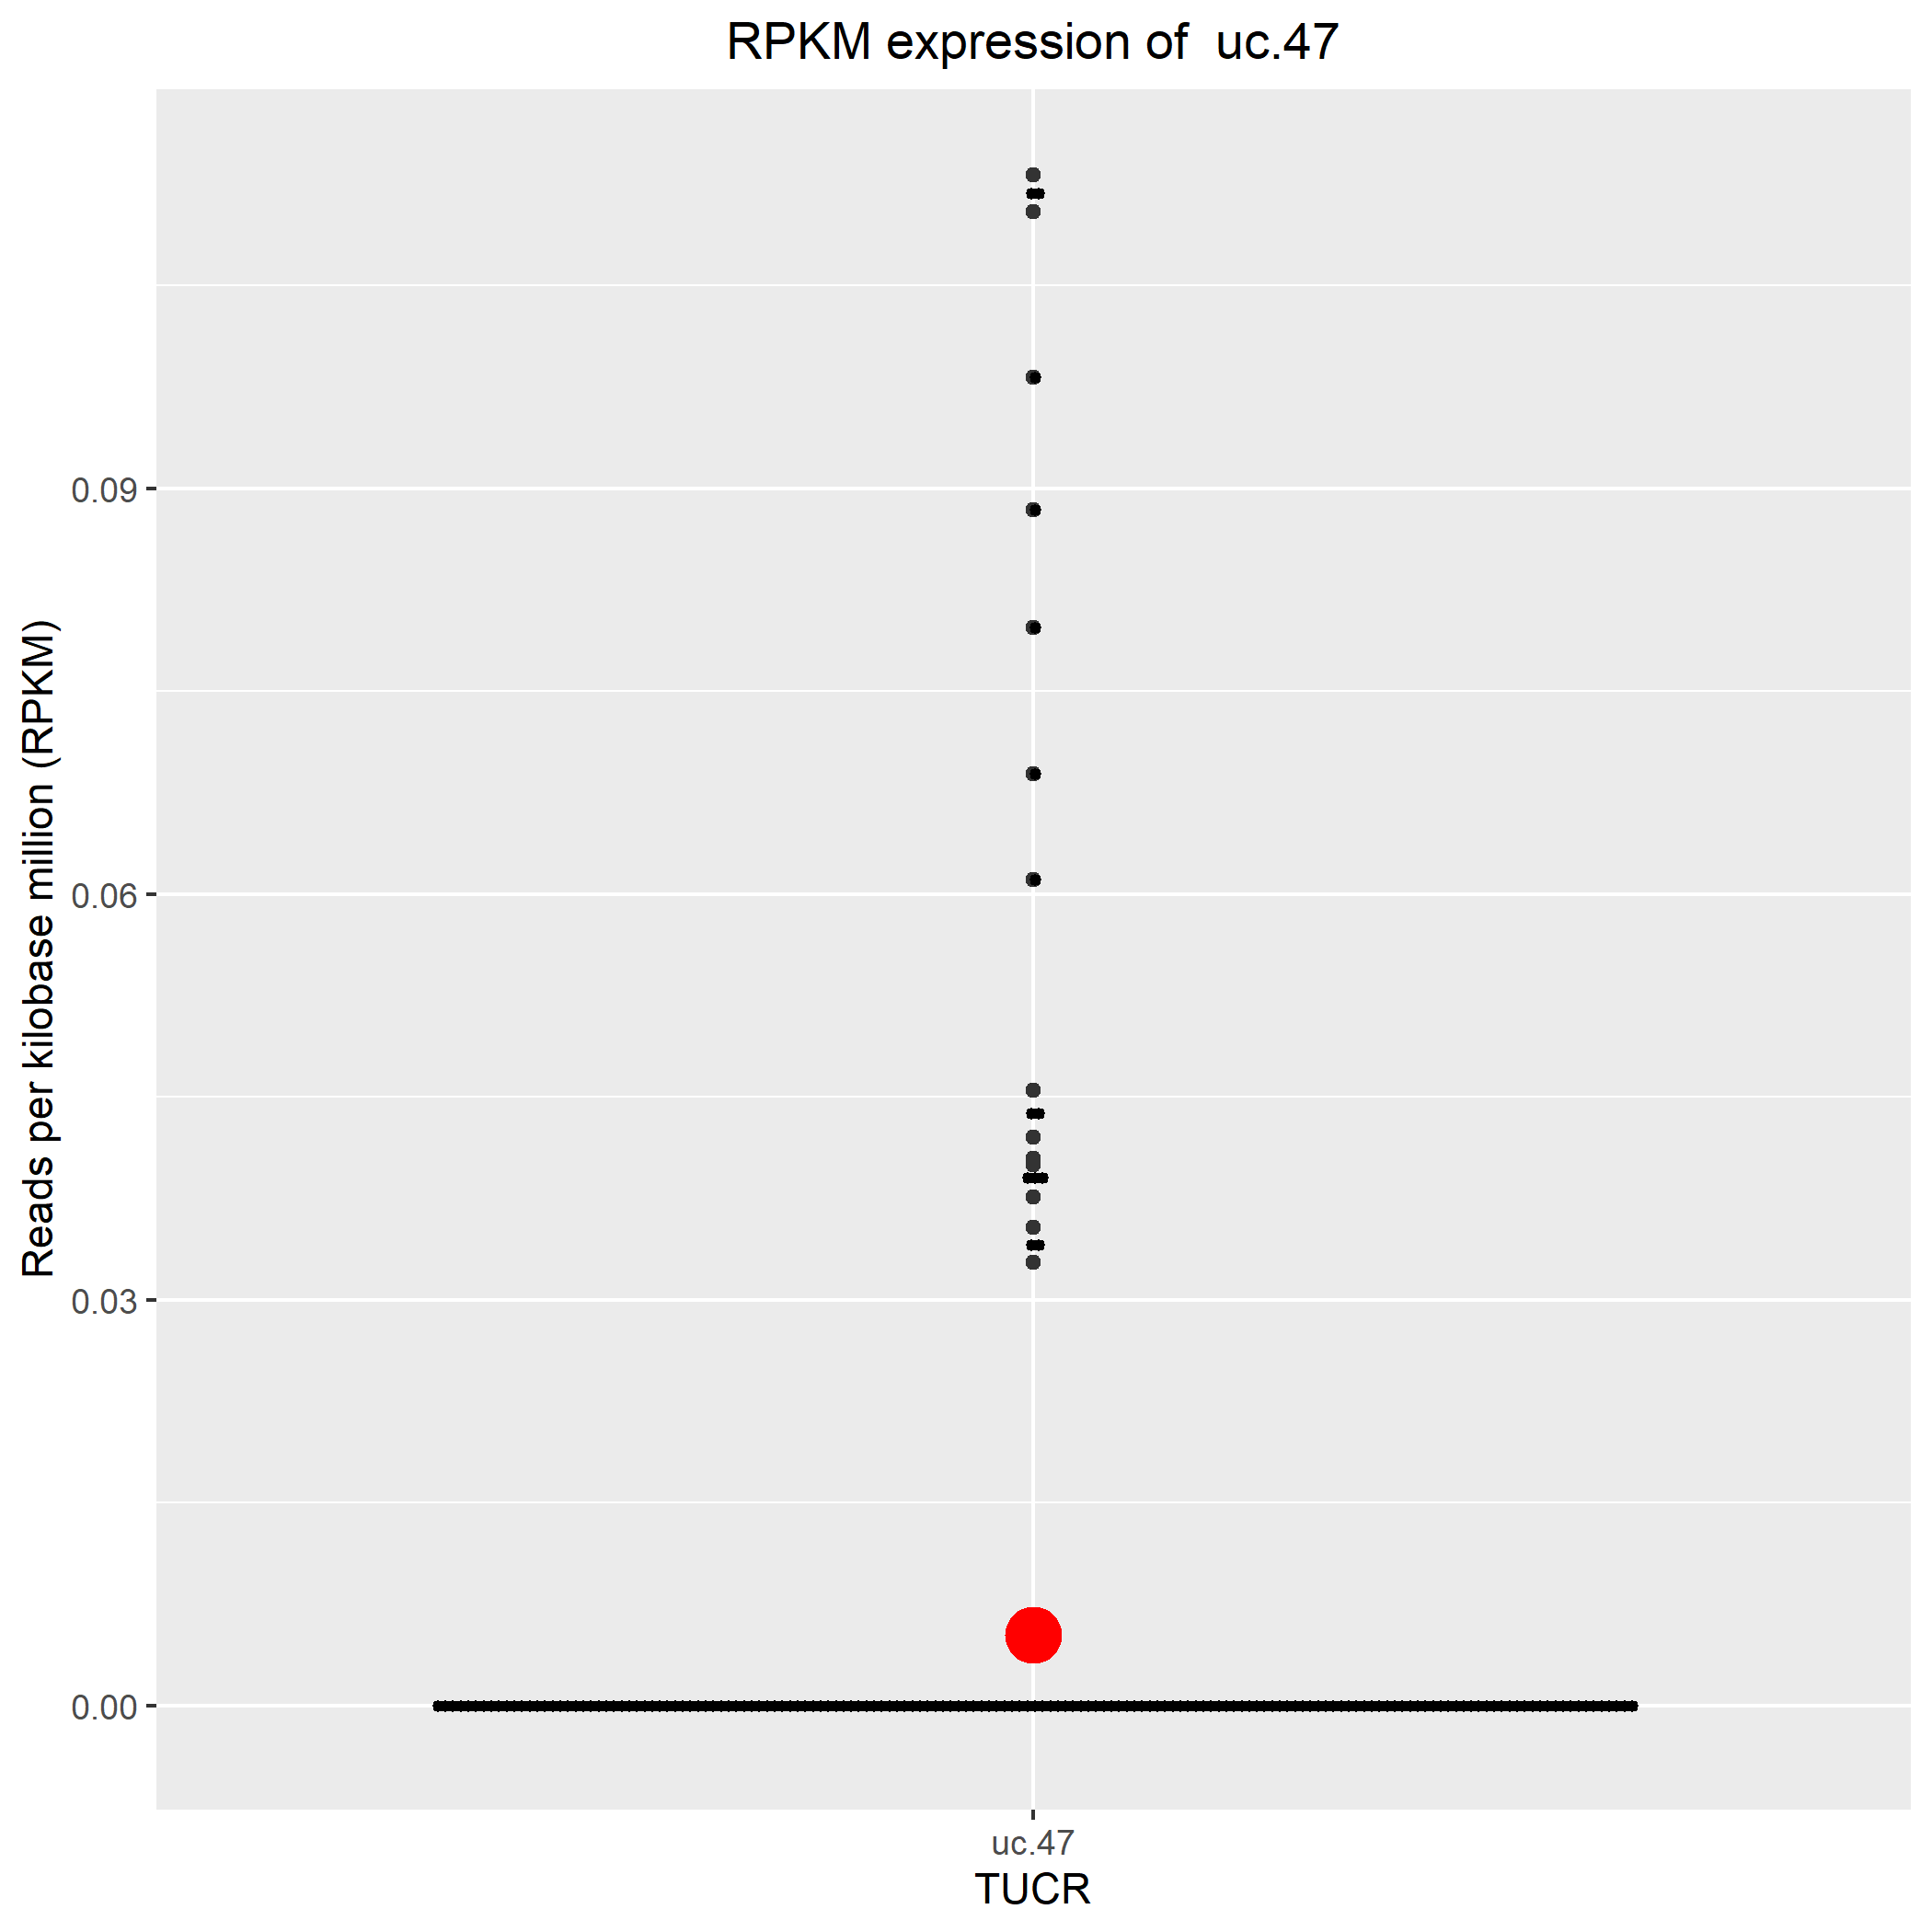 RPKM expression of  uc.47
Reads per kilobase million (RPKM)
0.09
0.06
0.03
0.00
uc.47
TUCR